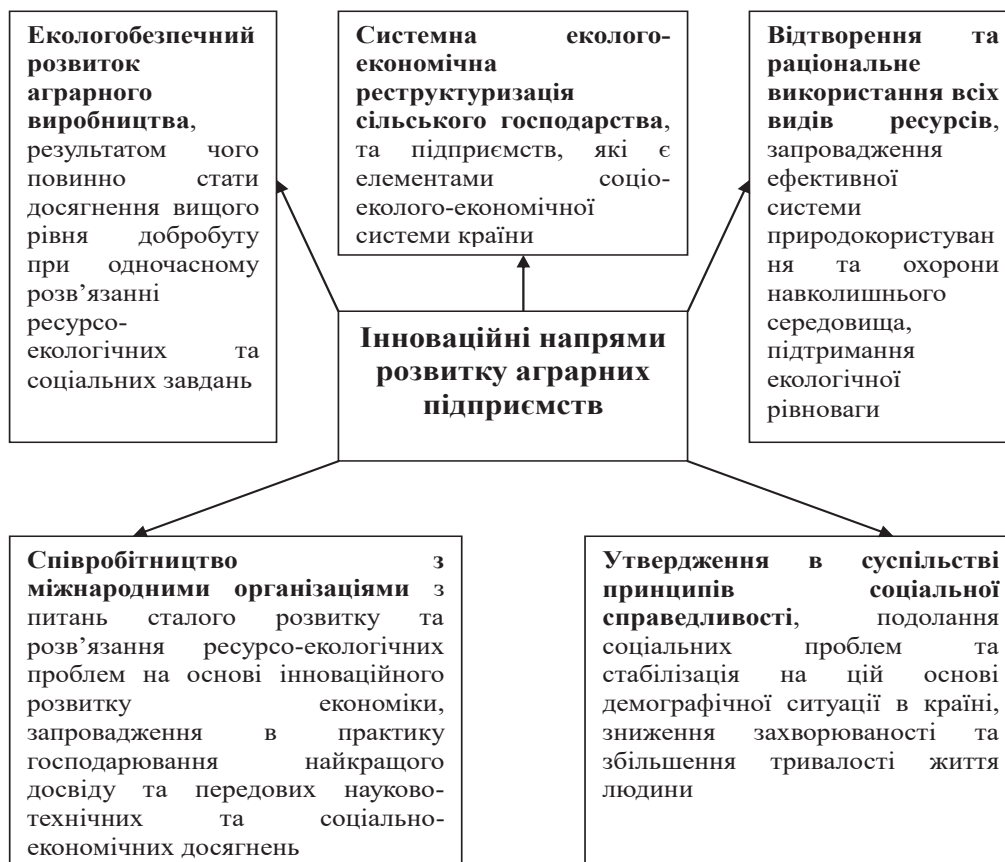 Екологобезпечний
розвиток
аграрного
виробництва,
результатом чого
повинно стати
досягнення вищого
рівня добробуту
при одночасному
розв’язанні
ресурсо-
екологічних та
соціальних завдань
Системна еколого-
економічна
реструктуризація
сільського господарства,
та підприємств, які є
елементами соціо-
еколого-економічної
системи країни
Відтворення та
раціональне
використання всіх
видів ресурсів,
запровадження
ефективної
системи
природокористуван
ня та охорони
навколишнього
середовища,
підтримання
екологічної
рівноваги
Інноваційні напрями
розвитку аграрних
підприємств
Співробітництво з
міжнародними організаціями з
питань сталого розвитку та
розв’язання ресурсо-екологічних
проблем на основі інноваційного
розвитку економіки,
запровадження в практику
господарювання найкращого
досвіду та передових науково-
технічних та соціально-
економічних досягнень
Утвердження в суспільстві
принципів соціальної
справедливості, подолання
соціальних проблем та
стабілізація на цій основі
демографічної ситуації в країні,
зниження захворюваності та
збільшення тривалості життя
людини